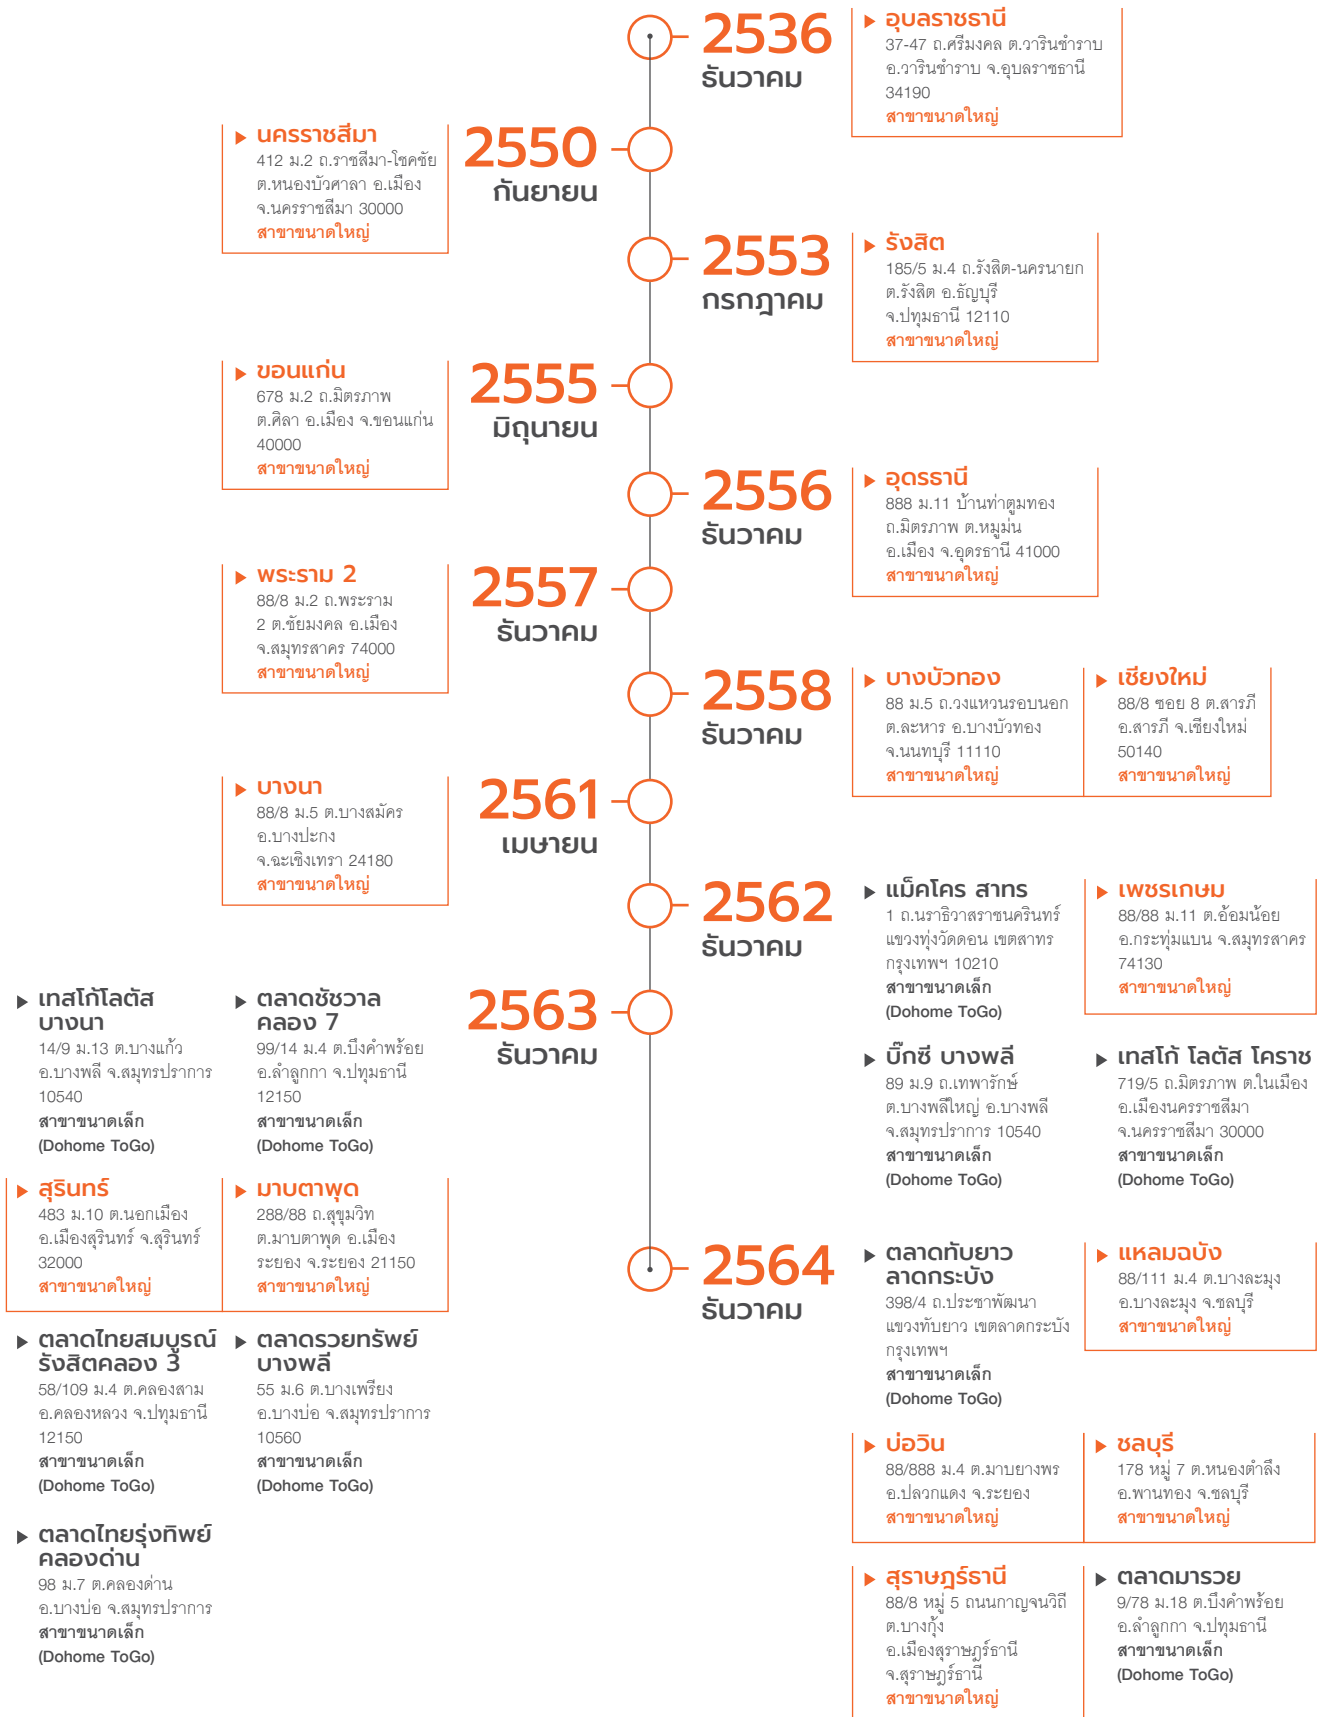 2536
ธันวาคม
อุบลราชธานี
37-47 ถ.ศรีมงคล ต.วารินชำราบ
อ.วารินชำราบ จ.อุบลราชธานี
34190
สาขาขนาดใหญ่
นครราชสีมา
412 ม.2 ถ.ราชสีมา-โชคชัย
ต.หนองบัวศาลา อ.เมือง
จ.นครราชสีมา 30000
สาขาขนาดใหญ่
2550
กันยายน
2553
กรกฎาคม
รังสิต
185/5 ม.4 ถ.รังสิต-นครนายก
ต.รังสิต อ.ธัญบุรี
จ.ปทุมธานี 12110
สาขาขนาดใหญ่
ขอนแก่น
678 ม.2 ถ.มิตรภาพ
ต.ศิลา อ.เมือง จ.ขอนแก่น
40000
สาขาขนาดใหญ่
2555
มิถุนายน
2556
ธันวาคม
อุดรธานี
888 ม.11 บ้านท่าตูมทอง
ถ.มิตรภาพ ต.หมูม่น
อ.เมือง จ.อุดรธานี 41000
สาขาขนาดใหญ่
พระราม 2
88/8 ม.2 ถ.พระราม
2 ต.ชัยมงคล อ.เมือง
จ.สมุทรสาคร 74000
สาขาขนาดใหญ่
2557
ธันวาคม
2558
ธันวาคม
บางบัวทอง
88 ม.5 ถ.วงแหวนรอบนอก
ต.ละหาร อ.บางบัวทอง
จ.นนทบุรี 11110
สาขาขนาดใหญ่
เชียงใหม่
88/8 ซอย 8 ต.สารภี
อ.สารภี จ.เชียงใหม่
50140
สาขาขนาดใหญ่
บางนา
88/8 ม.5 ต.บางสมัคร
อ.บางปะกง
จ.ฉะเชิงเทรา 24180
สาขาขนาดใหญ่
2561
เมษายน
2562
ธันวาคม
แม็คโคร สาทร
1 ถ.นราธิวาสราชนครินทร์
แขวงทุ่งวัดดอน เขตสาทร
กรุงเทพฯ 10210
สาขาขนาดเล็ก
(Dohome ToGo)
เพชรเกษม
88/88 ม.11 ต.อ้อมน้อย
อ.กระทุ่มแบน จ.สมุทรสาคร
74130
สาขาขนาดใหญ่
บิ๊กซี บางพลี
89 ม.9 ถ.เทพารักษ์
ต.บางพลีใหญ่ อ.บางพลี
จ.สมุทรปราการ 10540
สาขาขนาดเล็ก
(Dohome ToGo)
เทสโก้ โลตัส โคราช
719/5 ถ.มิตรภาพ ต.ในเมือง
อ.เมืองนครราชสีมา
จ.นครราชสีมา 30000
สาขาขนาดเล็ก
(Dohome ToGo)
2563
ธันวาคม
เทสโก้โลตัส
บางนา
14/9 ม.13 ต.บางแก้ว
อ.บางพลี จ.สมุทรปราการ
10540
สาขาขนาดเล็ก
(Dohome ToGo)
ตลาดชัชวาล
คลอง 7
99/14 ม.4 ต.บึงคำพร้อย
อ.ลำลูกกา จ.ปทุมธานี
12150
สาขาขนาดเล็ก
(Dohome ToGo)
สุรินทร์
483 ม.10 ต.นอกเมือง
อ.เมืองสุรินทร์ จ.สุรินทร์
32000
สาขาขนาดใหญ่
มาบตาพุด
288/88 ถ.สุขุมวิท
ต.มาบตาพุด อ.เมือง
ระยอง จ.ระยอง 21150
สาขาขนาดใหญ่
ตลาดไทยสมบูรณ์
รังสิตคลอง 3
58/109 ม.4 ต.คลองสาม
อ.คลองหลวง จ.ปทุมธานี
12150
สาขาขนาดเล็ก
(Dohome ToGo)
ตลาดรวยทรัพย์
บางพลี
55 ม.6 ต.บางเพรียง
อ.บางบ่อ จ.สมุทรปราการ
10560
สาขาขนาดเล็ก
(Dohome ToGo)
ตลาดไทยรุ่งทิพย์
คลองด่าน
98 ม.7 ต.คลองด่าน
อ.บางบ่อ จ.สมุทรปราการ
สาขาขนาดเล็ก
(Dohome ToGo)
2564
ธันวาคม
ตลาดทับยาว
ลาดกระบัง
398/4 ถ.ประชาพัฒนา
แขวงทับยาว เขตลาดกระบัง
กรุงเทพฯ
สาขาขนาดเล็ก
(Dohome ToGo)
แหลมฉบัง
88/111 ม.4 ต.บางละมุง
อ.บางละมุง จ.ชลบุรี
สาขาขนาดใหญ่
บ่อวิน
88/888 ม.4 ต.มาบยางพร
อ.ปลวกแดง จ.ระยอง
สาขาขนาดใหญ่
ชลบุรี
178 หมู่ 7 ต.หนองตำลึง
อ.พานทอง จ.ชลบุรี
สาขาขนาดใหญ่
สุราษฎร์ธานี
88/8 หมู่ 5 ถนนกาญจนวิถี
ต.บางกุ้ง
อ.เมืองสุราษฎร์ธานี
จ.สุราษฎร์ธานี
สาขาขนาดใหญ่
ตลาดมารวย
9/78 ม.18 ต.บึงคำพร้อย
อ.ลำลูกกา จ.ปทุมธานี
สาขาขนาดเล็ก
(Dohome ToGo)